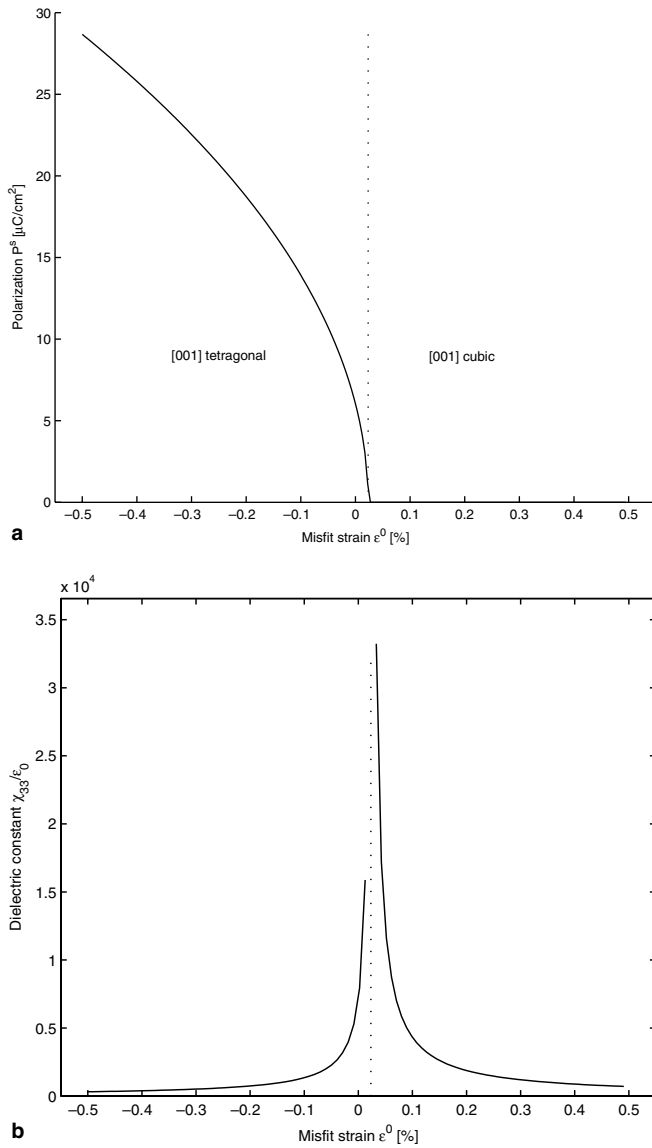 30
25
20
15
10
5
0
Polarization Pˢ [μC/cm²]
[001] tetragonal
[001] cubic
−0.5 −0.4 −0.3 −0.2 −0.1 0 0.1 0.2 0.3 0.4 0.5
Misfit strain ε⁰ [%]
a
x 10⁴
3.5
3
2.5
2
1.5
1
0.5
0
Dielectric constant χ₃₃/ε₀
−0.5 −0.4 −0.3 −0.2 −0.1 0 0.1 0.2 0.3 0.4 0.5
Misfit strain ε⁰ [%]
b